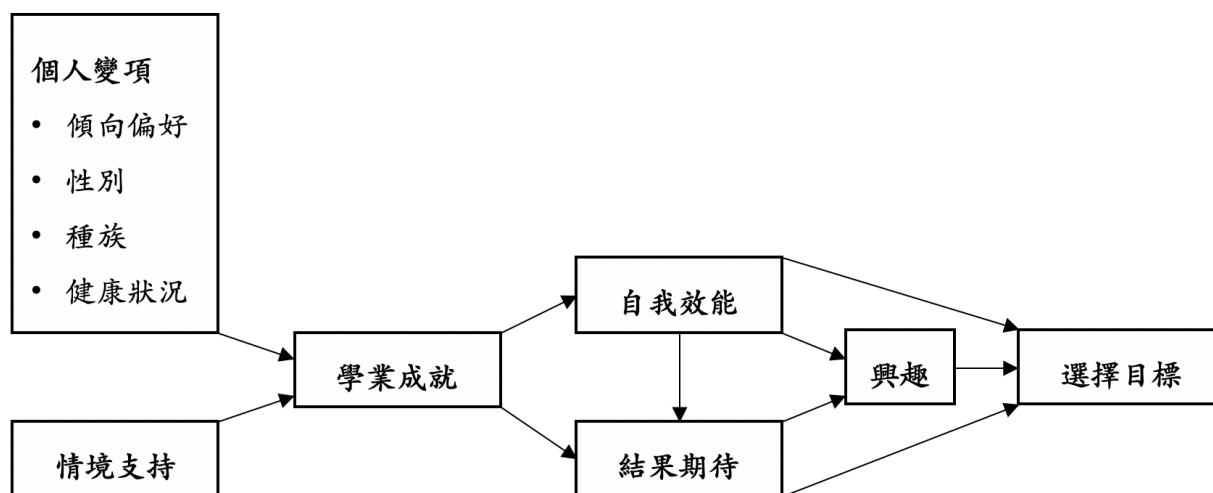 個人變項
• 傾向偏好
• 性別
• 種族
• 健康狀況
學業成就
情境支持
自我效能
結果期待
興趣
選擇目標